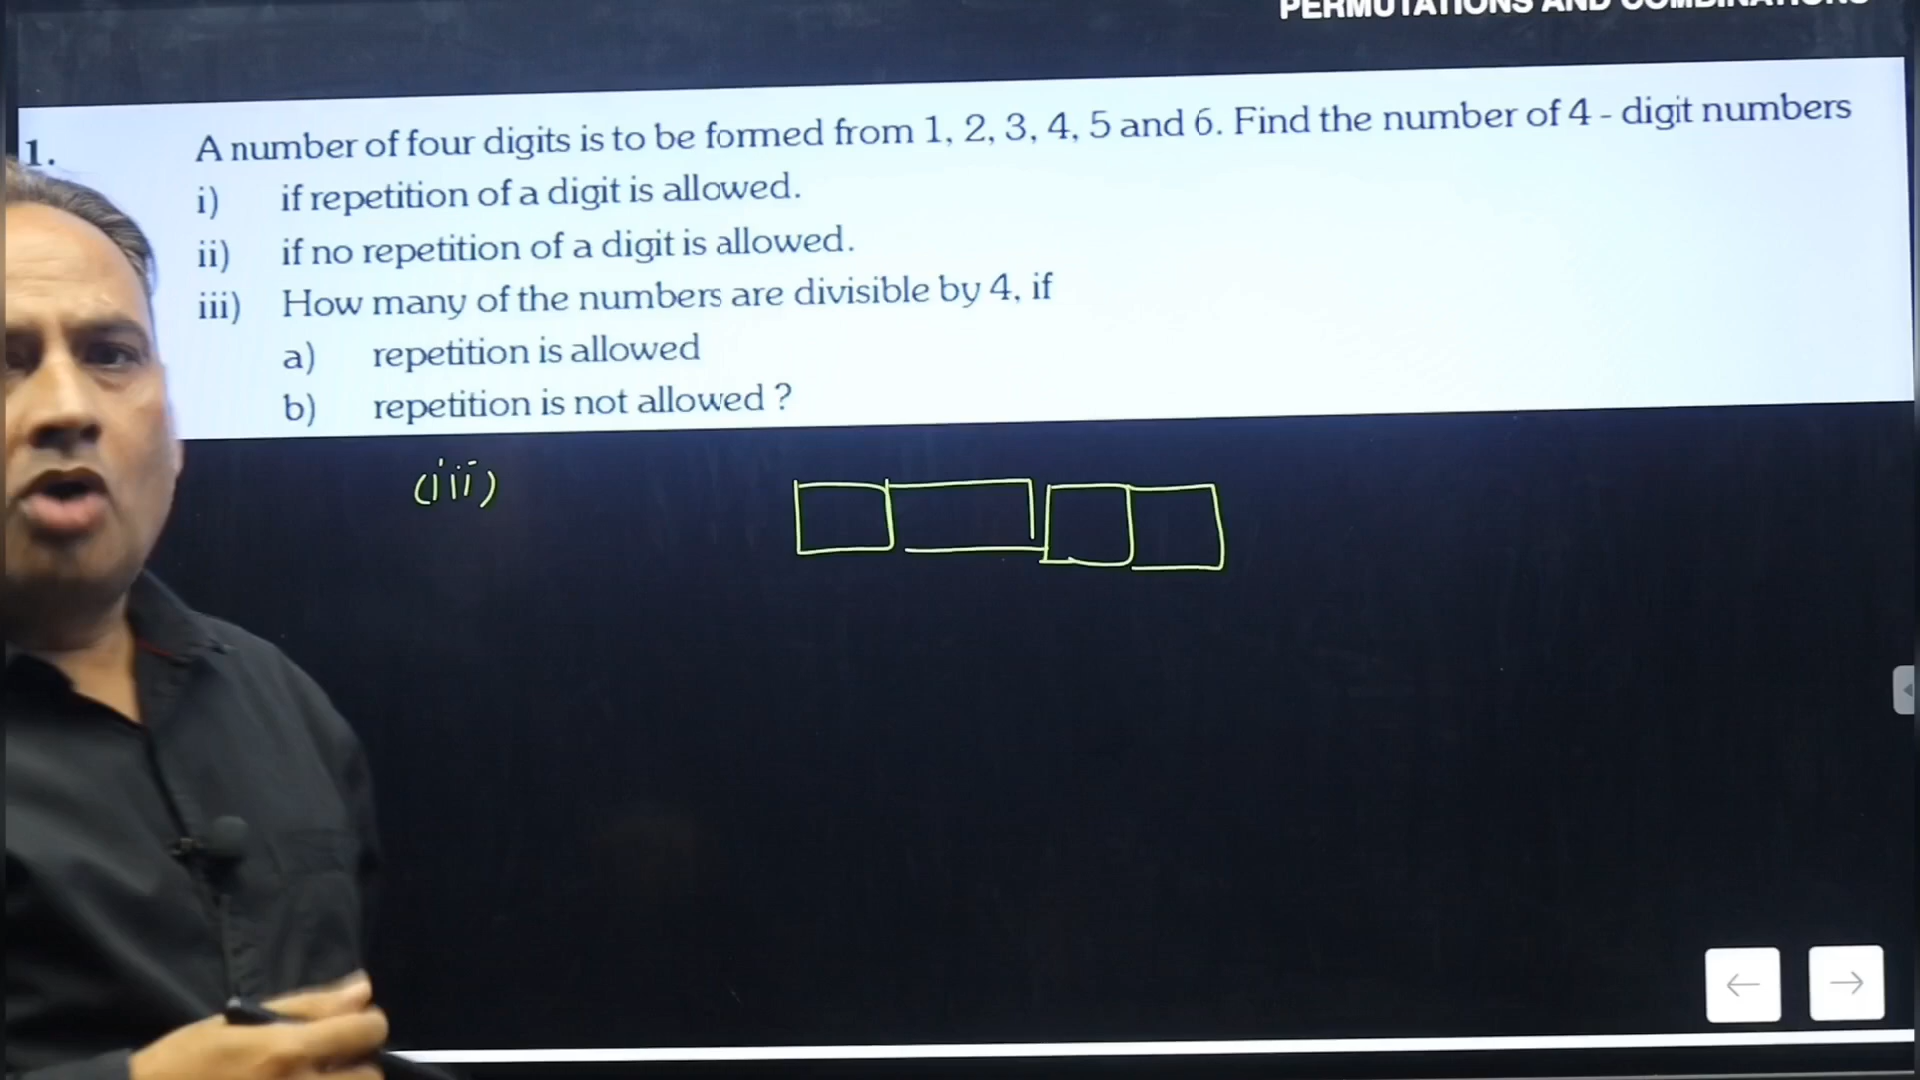 PERMUTATIONS AND COMBINATIONS
1. A number of four digits is to be formed from 1, 2, 3, 4, 5 and 6. Find the number of 4 - digit numbers
i) if repetition of a digit is allowed.
ii) if no repetition of a digit is allowed.
iii) How many of the numbers are divisible by 4, if
a) repetition is allowed
b) repetition is not allowed ?
(iii)